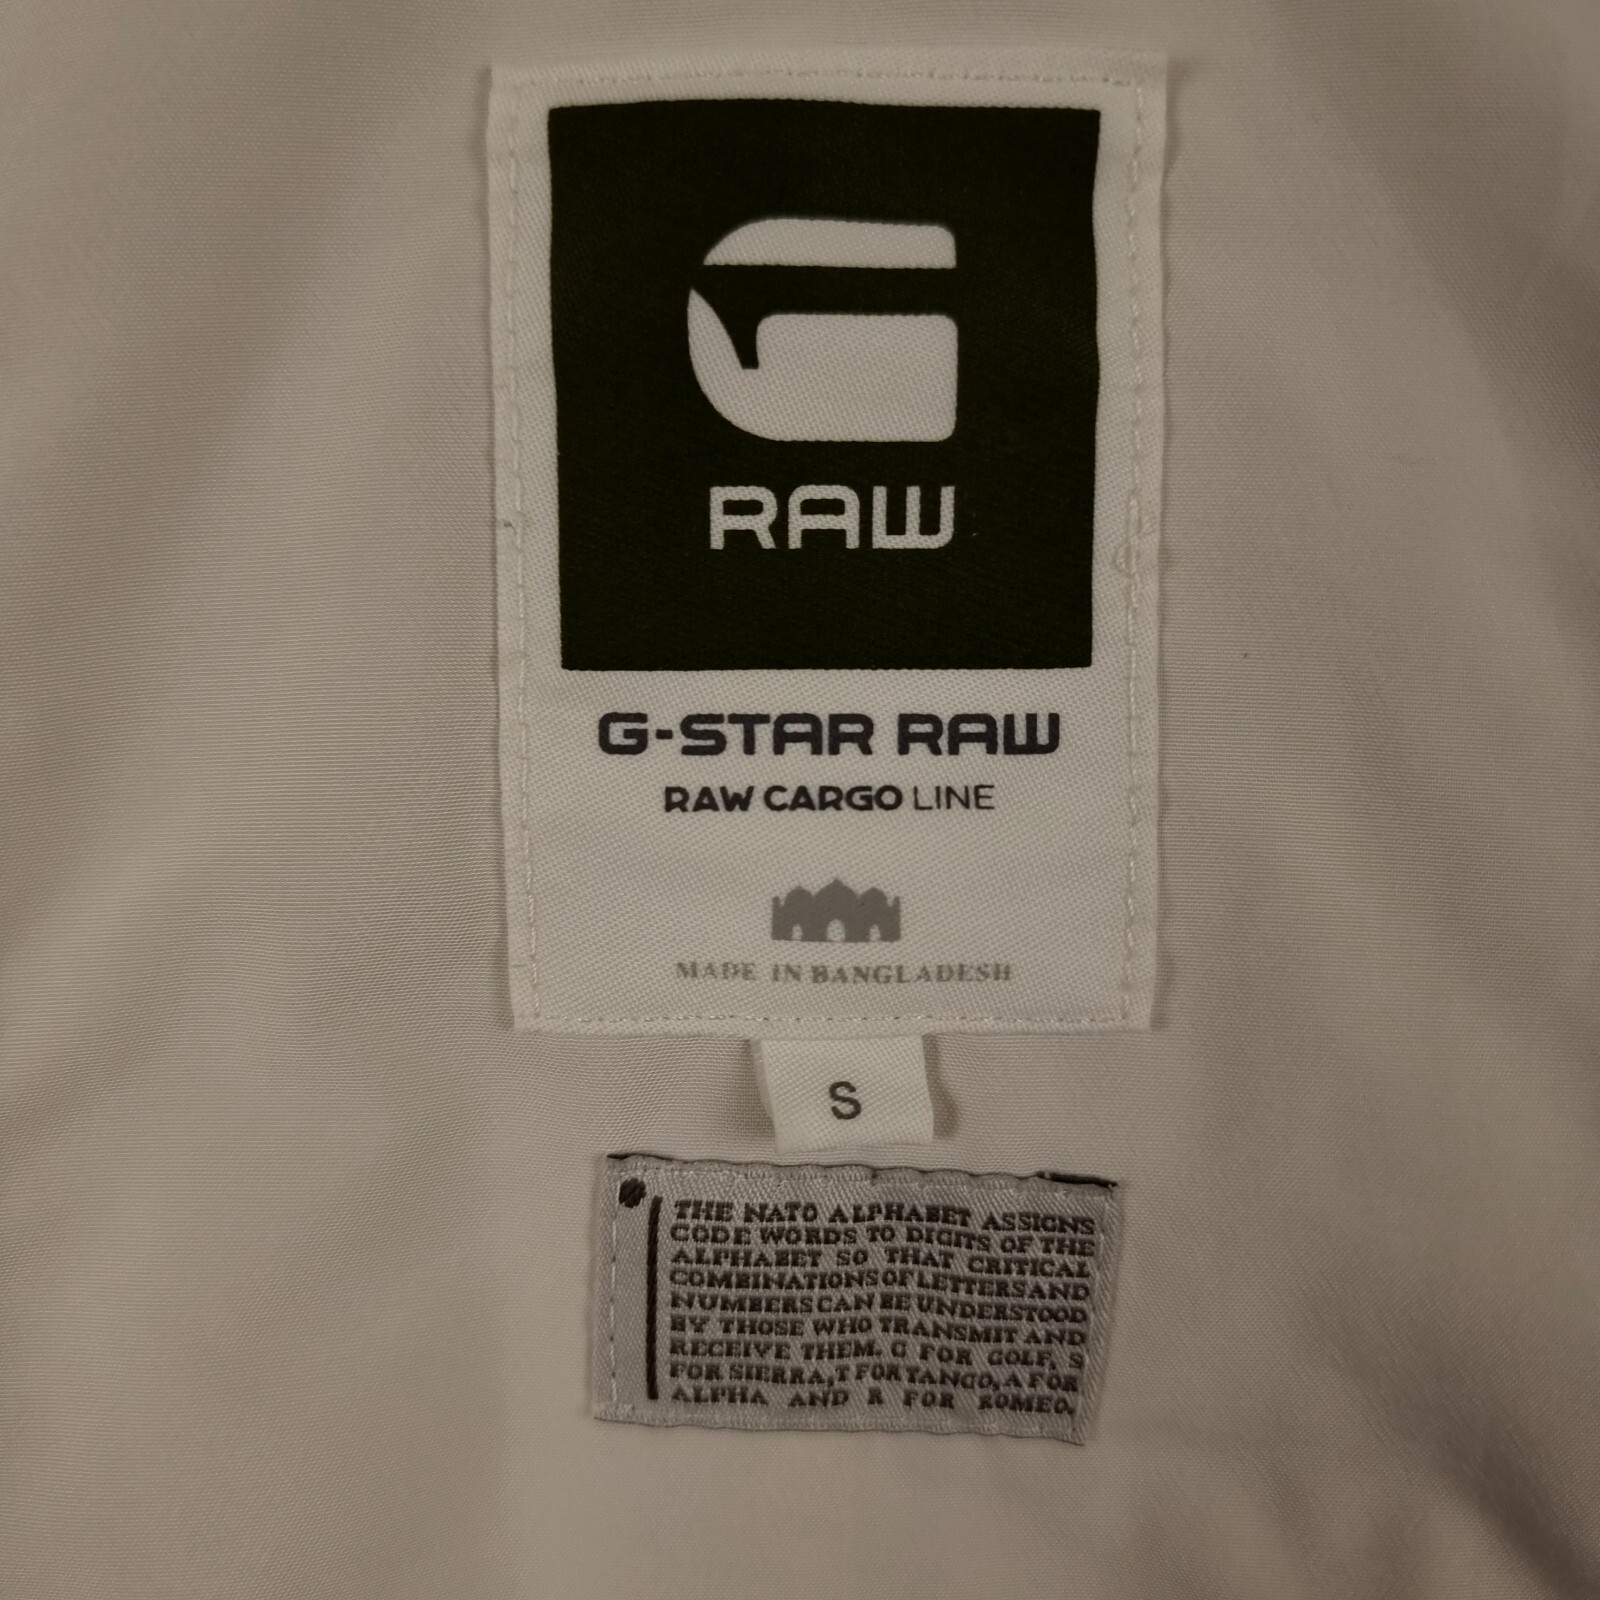 RAW
G-STAR RAW
RAW CARGO LINE
MADE IN BANGLADESH
S
THE NATO ALPHABET ASSIGNS
CODE WORDS TO DIGITS OF THE
ALPHABET SO THAT CRITICAL
COMBINATIONS OF LETTERS AND
NUMBERS CAN BE UNDERSTOOD
BY THOSE WHO TRANSMIT AND
RECEIVE THEM. G FOR GOLF, S
FOR SIERRA, T FOR TANGO, A FOR
ALPHA AND R FOR ROMEO.